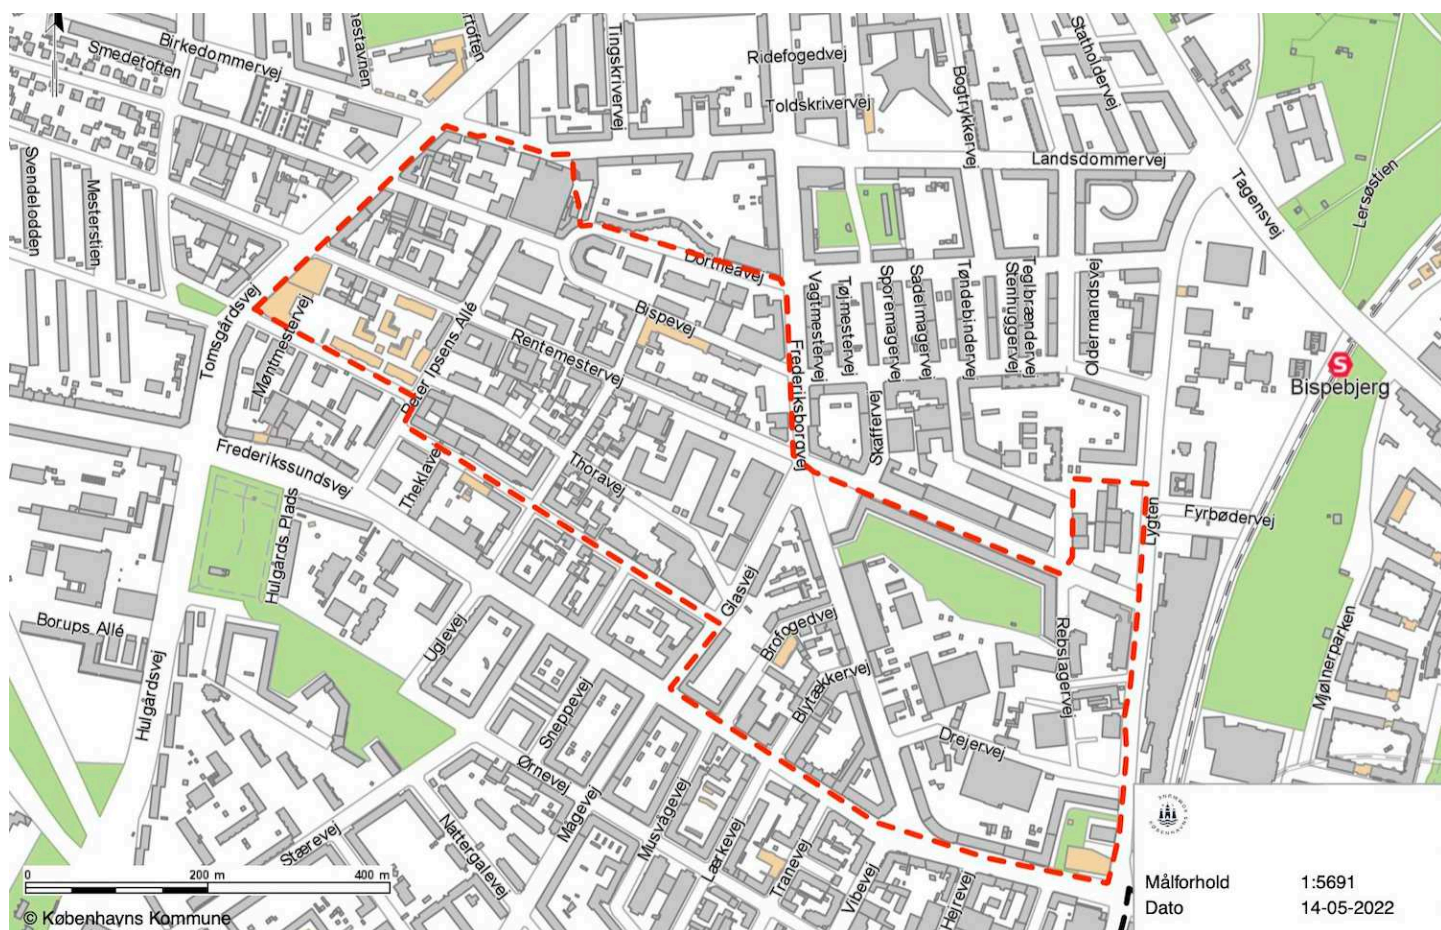 Birkedommervej
Smedetoften
Tingskrivervej
Ridefogedvej
Toldskrivervej
Bogtrykkervej
Statholdervej
Landsdommervej
Tagensvej
Lersøstien
Svendelodden
Mesterstien
Tomsgårdsvej
Møntmestervej
Peter Ipsens Allé
Rentemestervej
Bispevej
Dortheavej
Frederiksborgvej
Vagtmestervej
Tøjmestervej
Sporemagervej
Sadelmagervej
Tøndebindervej
Stenhuggervej
Teglbrændervej
Oldermandsvej
Skaffervej
S
Bispebjerg
Frederikssundsvej
Theklavej
Thoravej
Hulgårds Plads
Lygten
Fyrbødervej
Glasvej
Borups Allé
Hulgårdsvej
Uglevej
Sneppevej
Brofogedvej
Blytækkervej
Rebslagervej
Drejervej
Mjølnerparken
Ørnevej
Mågevej
Musvågevej
Stærevej
Nattergalevej
Lærkevej
Tranevej
Vibevej
Hejrevej
0 200 m 400 m
© Københavns Kommune
Målforhold 1:5691
Dato 14-05-2022